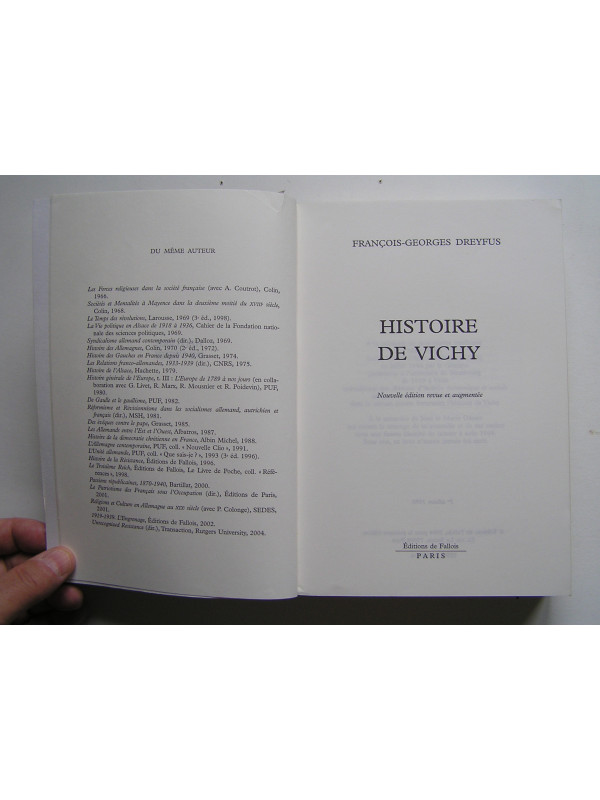 DU MÊME AUTEUR
Les Forces religieuses dans la société française (avec A. Coutrot), Colin,
1966.
Sociétés et Mentalités à Mayence dans la deuxième moitié du XVIIIe siècle,
Colin, 1968.
Le Temps des révolutions, Larousse, 1969 (3e éd., 1998).
La Vie politique en Alsace de 1918 à 1936, Cahier de la Fondation natio-
nale des sciences politiques, 1969.
Syndicalisme allemand contemporain (dir.), Dalloz, 1969.
Histoire des Allemagnes, Colin, 1970 (2e éd., 1972).
Histoire des Gauches en France depuis 1940, Grasset, 1974.
Les Relations franco-allemandes, 1933-1939 (dir.), CNRS, 1975.
Histoire de l'Alsace, Hachette, 1979.
Histoire générale de l'Europe, t. III : L'Europe de 1789 à nos jours (en col-
laboration avec G. Livet, R. Marx, R. Mousnier et R. Poidevin), PUF,
1980.
De Gaulle et le gaullisme, PUF, 1982.
Réformisme et Révisionnisme dans les socialismes allemand, autrichien et
français (dir.), MSH, 1981.
Des évêques contre le pape, Grasset, 1985.
Les Allemands entre l'Est et l'Ouest, Albatros, 1987.
Histoire de la démocratie chrétienne en France, Albin Michel, 1988.
L'Allemagne contemporaine, PUF, coll. « Nouvelle Clio », 1991.
L'Unité allemande, PUF, coll. « Que sais-je ? », 1993 (3e éd. 1996).
Histoire de la Résistance, Éditions de Fallois, 1996.
Le Troisième Reich, Éditions de Fallois, Le Livre de Poche, coll. « Réfé-
rences », 1998.
Passions républicaines, 1870-1940, Bartillat, 2000.
Le Patriotisme des Français sous l'Occupation (dir.), Éditions de Paris,
2001.
Religions et Culture en Allemagne au XIXe siècle (avec P. Colonge), SEDES,
2001.
1919-1939: L'Engrenage, Éditions de Fallois, 2002.
Unrecognized Resistance (dir.), Transaction, Rutgers University, 2004.
FRANÇOIS-GEORGES DREYFUS
HISTOIRE
DE VICHY
Nouvelle édition revue et augmentée
Éditions de Fallois
PARIS